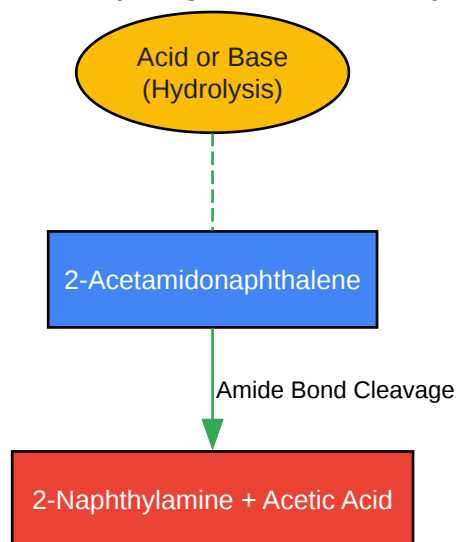 Acid or Base
(Hydrolysis)
2-Acetamidonaphthalene
Amide Bond Cleavage
2-Naphthylamine + Acetic Acid